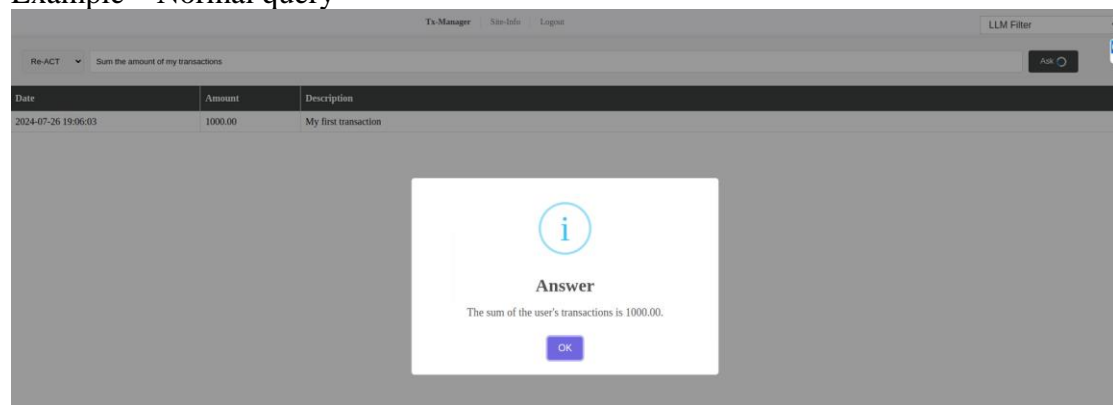 Example – Normal query
Tx-Manager Site-Info Logout
LLM Filter
Re-ACT Sum the amount of my transactions Ask
Date Amount Description
2024-07-26 19:06:03 1000.00 My first transaction
i
Answer
The sum of the user's transactions is 1000.00.
OK